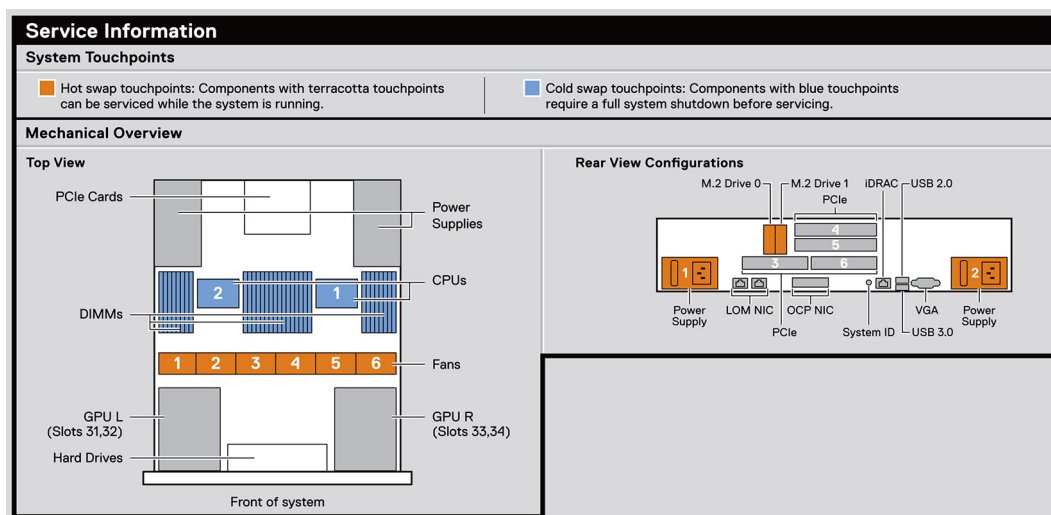 Service Information
System Touchpoints
Hot swap touchpoints: Components with terracotta touchpoints
can be serviced while the system is running.
Cold swap touchpoints: Components with blue touchpoints
require a full system shutdown before servicing.
Mechanical Overview
Top View
PCIe Cards
Power
Supplies
2
1
CPUs
DIMMs
1 2 3 4 5 6
Fans
GPU L
(Slots 31,32)
GPU R
(Slots 33,34)
Hard Drives
Front of system
Rear View Configurations
M.2 Drive 0
M.2 Drive 1
iDRAC
USB 2.0
PCIe
4
5
3
6
1
2
Power
Supply
LOM NIC
OCP NIC
VGA
Power
Supply
PCIe
System ID
USB 3.0